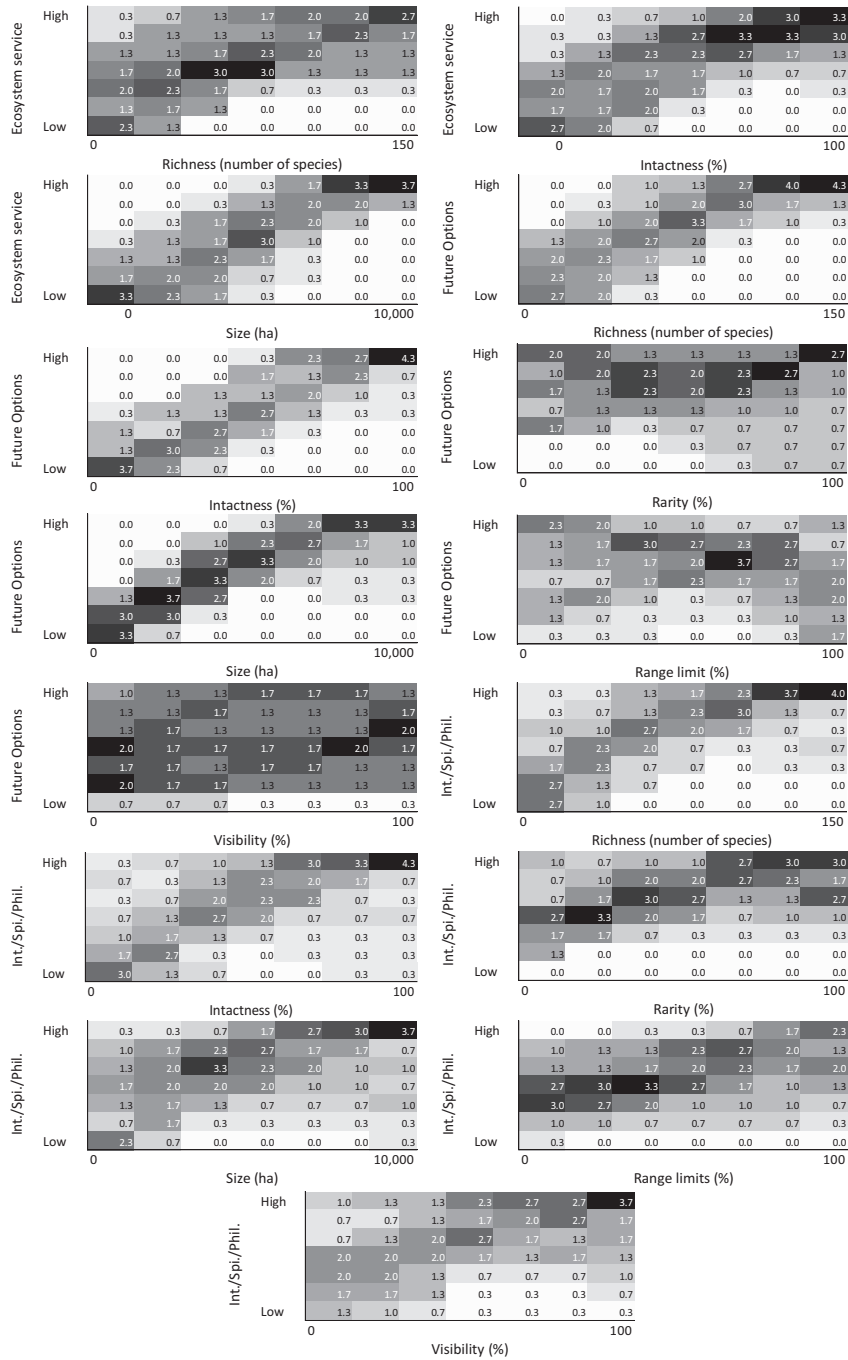 Ecosystem service
High 0.3 0.7 1.3 1.7 2.0 2.0 2.7
0.3 1.3 1.3 1.3 1.7 2.3 1.7
1.3 1.3 1.7 2.3 2.0 1.3 1.3
1.7 2.0 3.0 3.0 1.3 1.3 1.3
2.0 2.3 1.7 0.7 0.3 0.3 0.3
1.3 1.7 1.3 0.0 0.0 0.0 0.0
Low 2.3 1.3 0.0 0.0 0.0 0.0 0.0
0 150
Richness (number of species)
Ecosystem service
High 0.0 0.3 0.7 1.0 2.0 3.0 3.3
0.3 0.3 1.3 2.7 3.3 3.3 3.0
0.3 1.3 2.3 2.3 2.7 1.7 1.3
1.3 2.0 1.7 1.7 1.0 0.7 0.7
2.0 1.7 2.0 1.7 0.3 0.0 0.3
1.7 1.7 2.0 0.3 0.0 0.0 0.0
Low 2.7 2.0 0.7 0.0 0.0 0.0 0.0
0 100
Intactness (%)
Ecosystem service
High 0.0 0.0 0.0 0.3 1.7 3.3 3.7
0.0 0.0 0.3 1.3 2.0 2.0 1.3
0.0 0.3 1.7 2.3 2.0 1.0 0.0
0.3 1.3 1.7 3.0 1.0 0.0 0.0
1.3 1.3 2.3 1.7 0.3 0.0 0.0
1.7 2.0 2.0 0.7 0.3 0.0 0.0
Low 3.3 2.3 1.7 0.3 0.0 0.0 0.0
0 10,000
Size (ha)
Future Options
High 0.0 0.0 1.0 1.3 2.7 4.0 4.3
0.0 0.3 1.0 2.0 3.0 1.7 1.3
0.0 1.0 2.0 3.3 1.7 1.0 0.3
1.3 2.0 2.7 2.0 0.3 0.0 0.0
2.0 2.3 1.7 1.0 0.0 0.0 0.0
2.3 2.0 1.3 0.0 0.0 0.0 0.0
Low 2.7 2.0 0.3 0.0 0.0 0.0 0.0
0 150
Richness (number of species)
Future Options
High 0.0 0.0 0.0 0.3 2.3 2.7 4.3
0.0 0.0 0.0 1.7 1.3 2.3 0.7
0.0 0.0 1.3 1.3 2.0 1.0 0.3
0.3 1.3 1.3 2.7 1.3 0.3 0.3
1.3 0.7 2.7 1.7 0.3 0.0 0.0
1.3 3.0 2.3 0.3 0.0 0.0 0.0
Low 3.7 2.3 0.7 0.0 0.0 0.0 0.0
0 100
Intactness (%)
Future Options
High 2.0 2.0 1.3 1.3 1.3 1.3 2.7
1.0 2.0 2.3 2.0 2.3 2.7 1.0
1.7 1.3 2.3 2.0 2.3 1.3 1.0
0.7 1.3 1.3 1.3 1.0 1.0 0.7
1.7 1.0 0.3 0.7 0.7 0.7 0.7
0.0 0.0 0.0 0.3 0.7 0.7 0.7
Low 0.0 0.0 0.0 0.0 0.3 0.7 0.7
0 100
Rarity (%)
Future Options
High 0.0 0.0 0.0 0.3 2.0 3.3 3.3
0.0 0.0 1.0 2.3 2.7 1.7 1.0
0.0 0.3 2.7 3.3 2.0 1.0 1.0
0.0 1.7 3.3 2.0 0.7 0.3 0.3
1.3 3.7 2.7 0.0 0.0 0.3 0.3
3.0 3.0 0.3 0.0 0.0 0.0 0.0
Low 3.3 0.7 0.0 0.0 0.0 0.0 0.0
0 10,000
Size (ha)
Future Options
High 2.3 2.0 1.0 1.0 0.7 0.7 1.3
1.3 1.7 3.0 2.7 2.3 2.7 0.7
1.3 1.7 1.7 2.0 3.7 2.7 1.7
0.7 0.7 1.7 2.3 1.7 1.7 2.0
1.3 2.0 1.0 0.3 0.7 1.3 2.0
1.3 0.7 0.3 0.3 0.3 1.0 1.3
Low 0.3 0.3 0.3 0.0 0.0 0.3 1.7
0 100
Range limit (%)
Future Options
High 1.0 1.3 1.3 1.7 1.7 1.7 1.3
1.3 1.3 1.7 1.3 1.3 1.3 1.7
1.3 1.7 1.3 1.3 1.3 1.3 2.0
2.0 1.7 1.7 1.7 1.7 2.0 1.7
1.7 1.7 1.3 1.7 1.7 1.3 1.3
2.0 1.7 1.7 1.3 1.3 1.3 1.3
Low 0.7 0.7 0.7 0.7 0.3 0.3 0.3
0 100
Visibility (%)
Int./Spi./Phil.
High 0.3 0.3 1.3 1.7 2.3 3.7 4.0
0.3 0.7 1.3 2.3 3.0 1.3 0.7
1.0 1.0 2.7 2.0 1.7 0.7 0.3
0.7 2.3 2.0 0.7 0.3 0.3 0.7
1.7 2.3 0.7 0.7 0.0 0.3 0.3
2.7 1.3 0.7 0.0 0.0 0.0 0.0
Low 2.7 1.0 0.0 0.0 0.0 0.0 0.0
0 150
Richness (number of species)
Int./Spi./Phil.
High 0.3 0.7 1.0 1.3 3.0 3.3 4.3
0.7 0.3 1.3 2.3 2.0 1.7 0.7
0.3 0.7 2.0 2.3 2.3 0.7 0.3
0.7 1.3 2.7 2.0 0.7 0.7 0.7
1.0 1.7 1.3 0.7 0.3 0.3 0.3
1.7 2.7 0.3 0.0 0.3 0.3 0.3
Low 3.0 1.3 0.7 0.0 0.0 0.3 0.3
0 100
Intactness (%)
Int./Spi./Phil.
High 1.0 0.7 1.0 1.0 2.7 3.0 3.0
0.7 1.0 2.0 2.0 2.7 2.3 1.7
0.7 1.7 3.0 2.7 1.3 1.3 2.7
2.7 3.3 2.0 1.7 0.7 1.0 1.0
1.7 1.7 0.7 0.3 0.3 0.3 0.3
1.3 0.0 0.0 0.0 0.0 0.0 0.0
Low 0.0 0.0 0.0 0.0 0.0 0.0 0.0
0 100
Rarity (%)
Int./Spi./Phil.
High 0.3 0.3 0.7 1.7 2.7 3.0 3.7
1.0 1.7 2.3 2.7 1.7 1.7 0.7
1.3 2.0 3.3 2.3 2.0 1.0 1.0
1.7 2.0 2.0 2.0 1.0 1.0 0.7
1.3 1.7 1.3 0.7 0.7 0.7 1.0
0.7 1.7 0.3 0.3 0.3 0.3 0.3
Low 2.3 0.7 0.0 0.0 0.0 0.0 0.3
0 10,000
Size (ha)
Int./Spi./Phil.
High 0.0 0.0 0.3 0.3 0.7 1.7 2.3
1.0 1.3 1.3 2.3 2.7 2.0 1.3
1.3 1.3 1.7 2.0 2.3 1.7 2.0
2.7 3.0 3.3 2.7 1.7 1.0 1.3
3.0 2.7 2.0 1.0 1.0 1.0 0.7
1.0 1.0 0.7 0.7 0.7 0.7 0.3
Low 0.3 0.0 0.0 0.0 0.0 0.0 0.0
0 100
Range limits (%)
Int./Spi./Phil.
High 1.0 1.3 1.3 2.3 2.7 2.7 3.7
0.7 0.7 1.3 1.7 2.0 2.7 1.7
0.7 1.3 2.0 2.7 1.7 1.3 1.7
2.0 2.0 2.0 1.7 1.3 1.7 1.3
2.0 2.0 1.3 0.7 0.7 0.7 1.0
1.7 1.7 1.3 0.3 0.3 0.3 0.7
Low 1.3 1.0 0.7 0.3 0.3 0.3 0.3
0 100
Visibility (%)